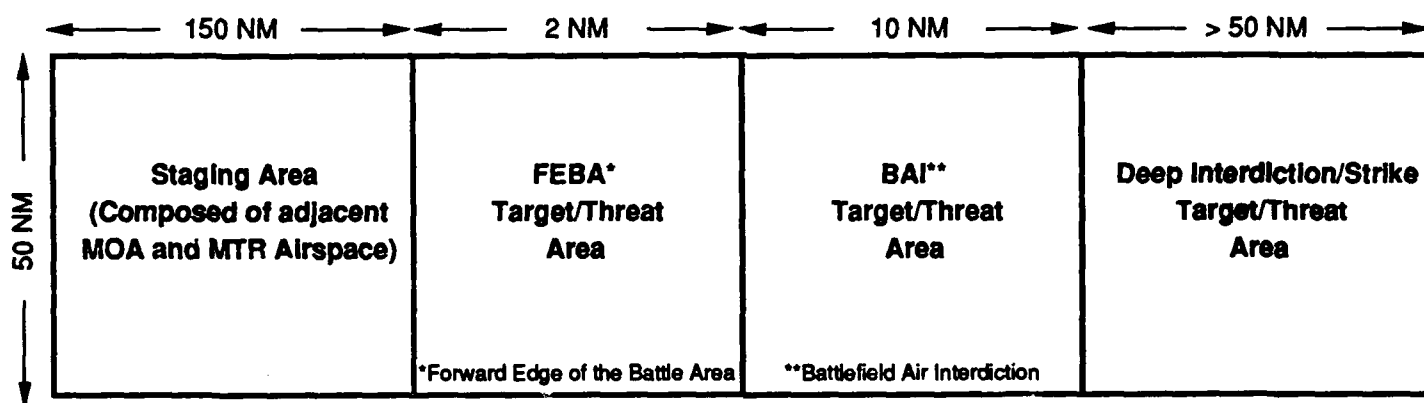 150 NM
2 NM
10 NM
> 50 NM
50 NM
Staging Area
(Composed of adjacent
MOA and MTR Airspace)
FEBA*
Target/Threat
Area
*Forward Edge of the Battle Area
BAI**
Target/Threat
Area
**Battlefield Air Interdiction
Deep Interdiction/Strike
Target/Threat
Area